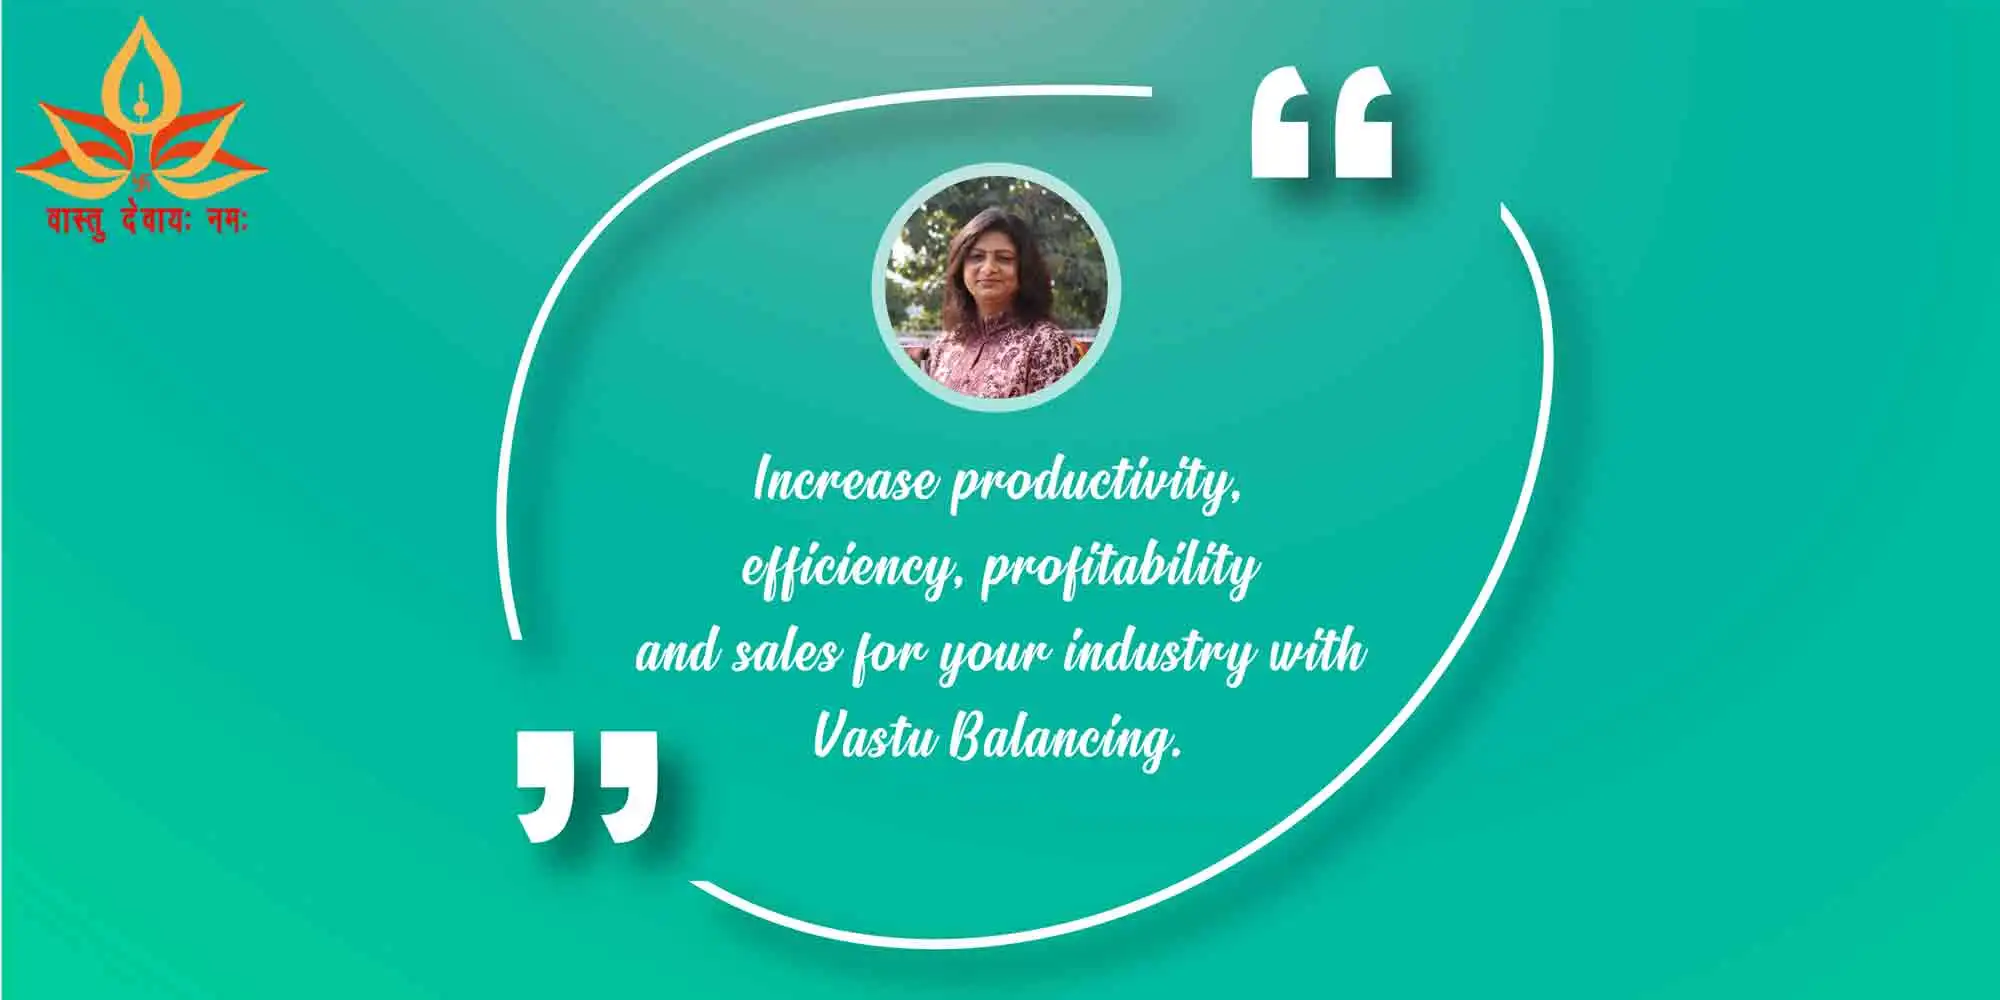 वास्तु देवायः नमः
Increase productivity,
efficiency, profitability
and sales for your industry with
Vastu Balancing.